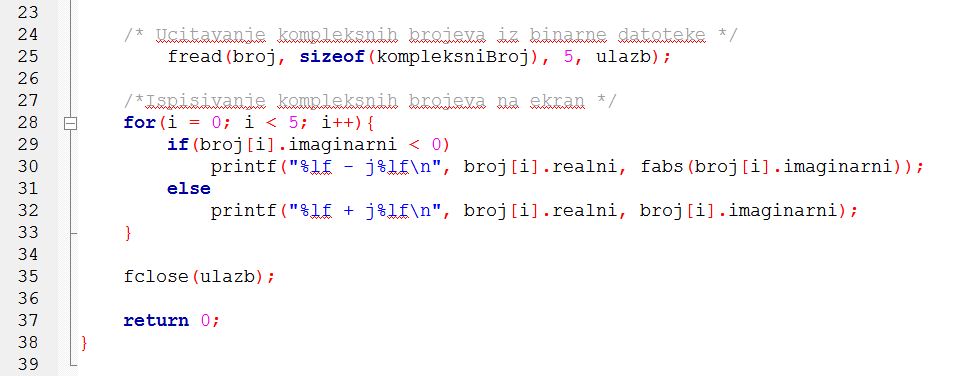 23
24 /* Ucitavanje kompleksnih brojeva iz binarne datoteke */
25 fread(broj, sizeof(kompleksniBroj), 5, ulazb);
26
27 /*Ispisivanje kompleksnih brojeva na ekran */
28 for(i = 0; i < 5; i++){
29 if(broj[i].imaginarni < 0)
30 printf("%lf - j%lf\n", broj[i].realni, fabs(broj[i].imaginarni));
31 else
32 printf("%lf + j%lf\n", broj[i].realni, broj[i].imaginarni);
33 }
34
35 fclose(ulazb);
36
37 return 0;
38 }
39